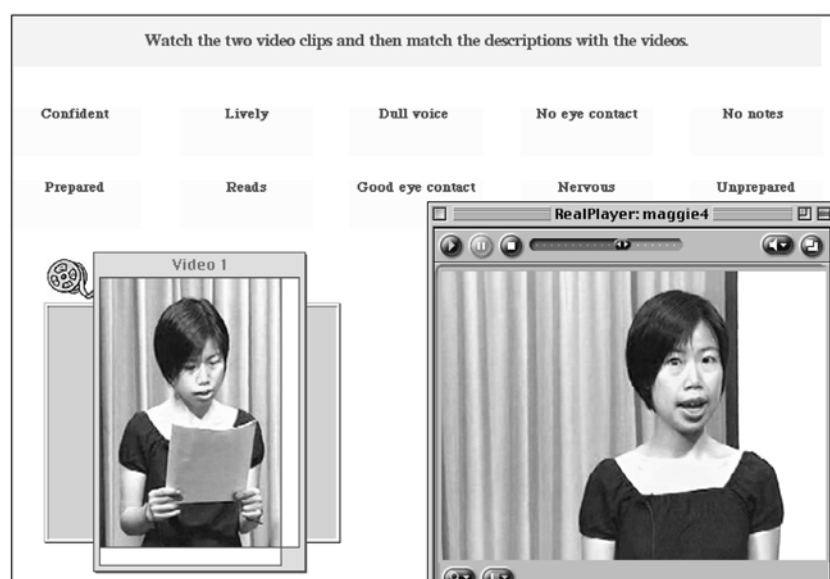 Watch the two video clips and then match the descriptions with the videos.
Confident Lively Dull voice No eye contact No notes
Prepared Reads Good eye contact Nervous Unprepared
RealPlayer: maggie4
Video 1